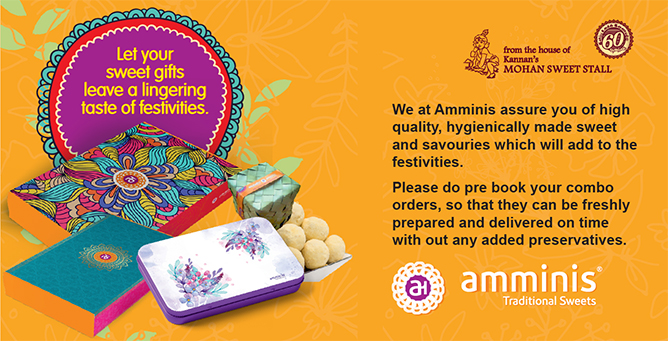 Let your
sweet gifts
leave a lingering
taste of festivities.
from the house of
Kannan's
MOHAN SWEET STALL
60
We at Amminis assure you of high
quality, hygienically made sweet
and savouries which will add to the
festivities.
Please do pre book your combo
orders, so that they can be freshly
prepared and delivered on time
with out any added preservatives.
amminis®
Traditional Sweets